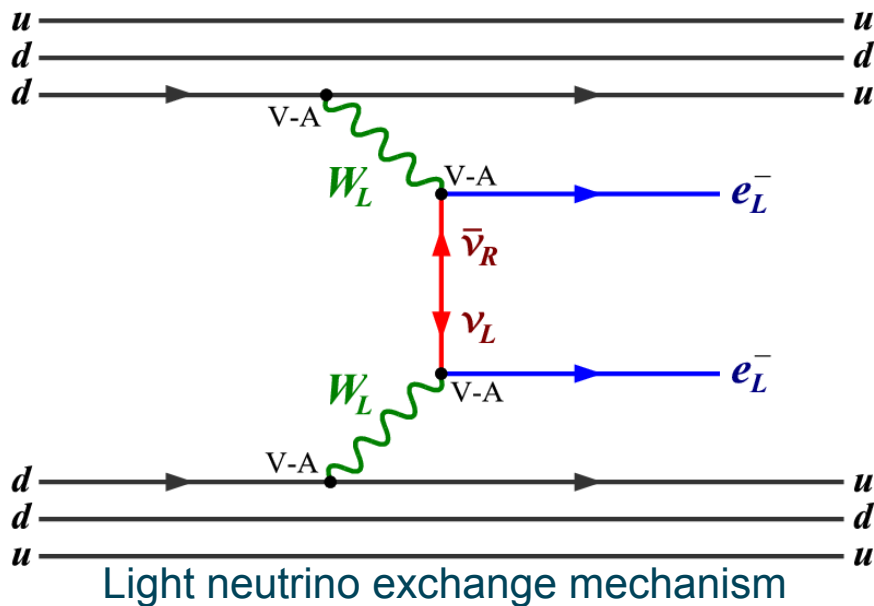 u u
d d
d u
V-A
W_L V-A e_L^-
ν̄_R
ν_L
W_L V-A e_L^-
V-A
d u
d d
u u
Light neutrino exchange mechanism